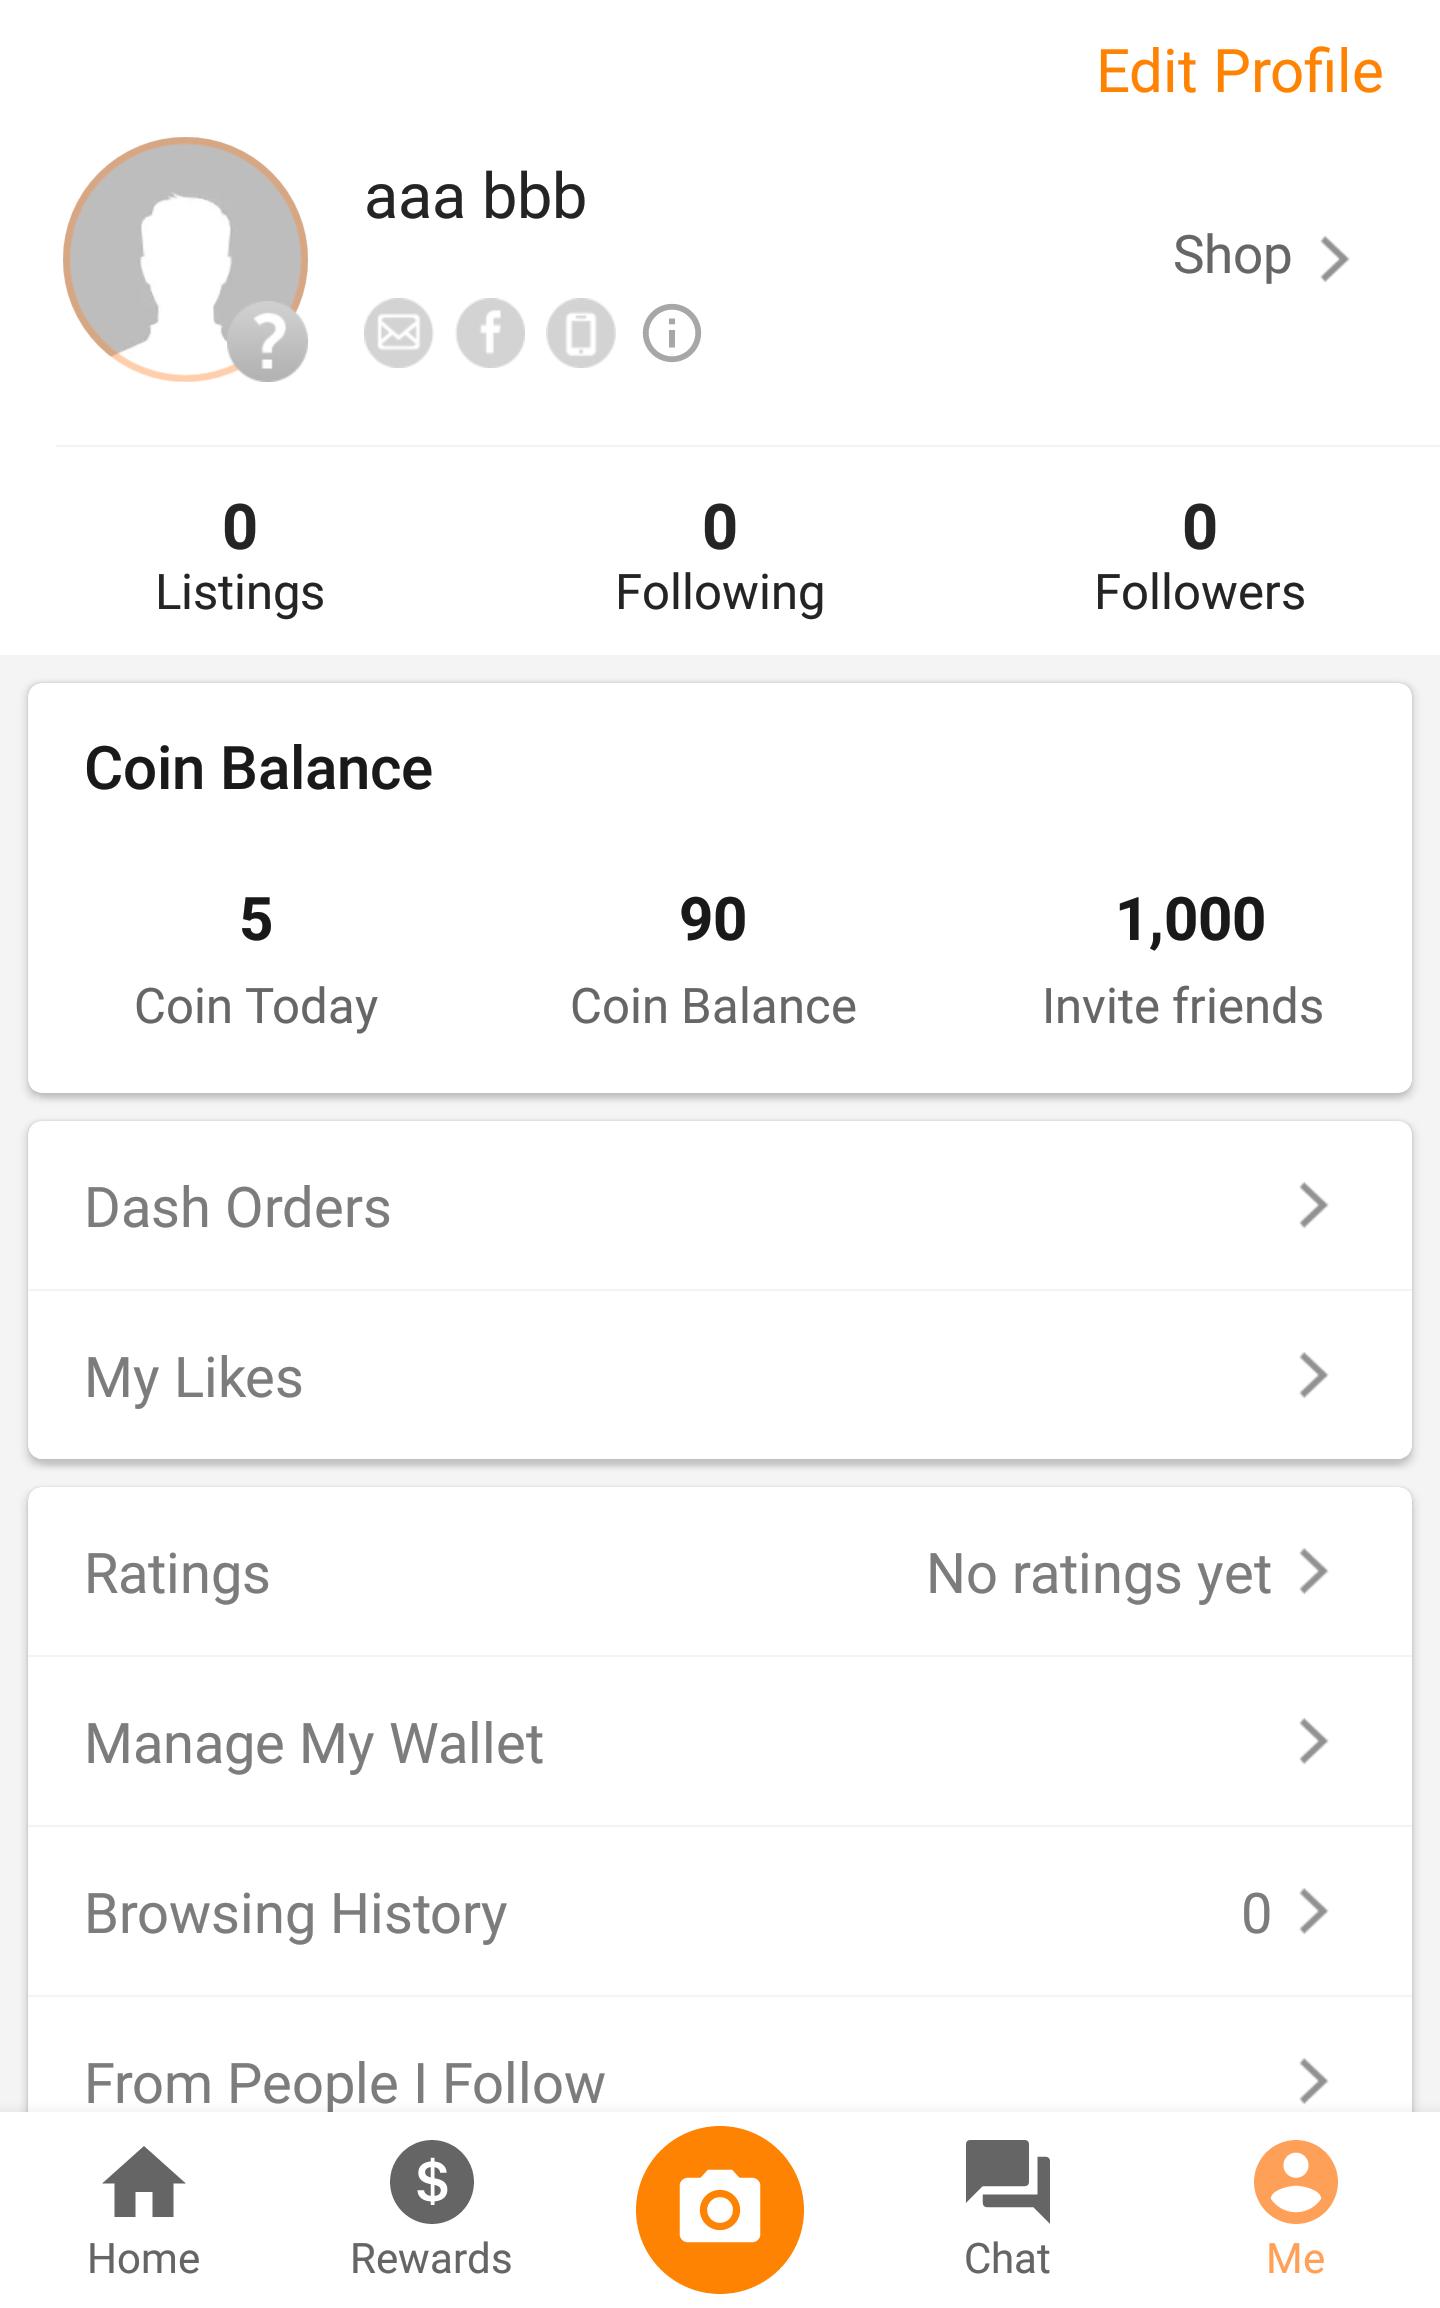 Edit Profile
aaa bbb
Shop
0
Listings
0
Following
0
Followers
Coin Balance
5
Coin Today
90
Coin Balance
1,000
Invite friends
Dash Orders
My Likes
Ratings
No ratings yet
Manage My Wallet
Browsing History
0
From People I Follow
Home
Rewards
Chat
Me